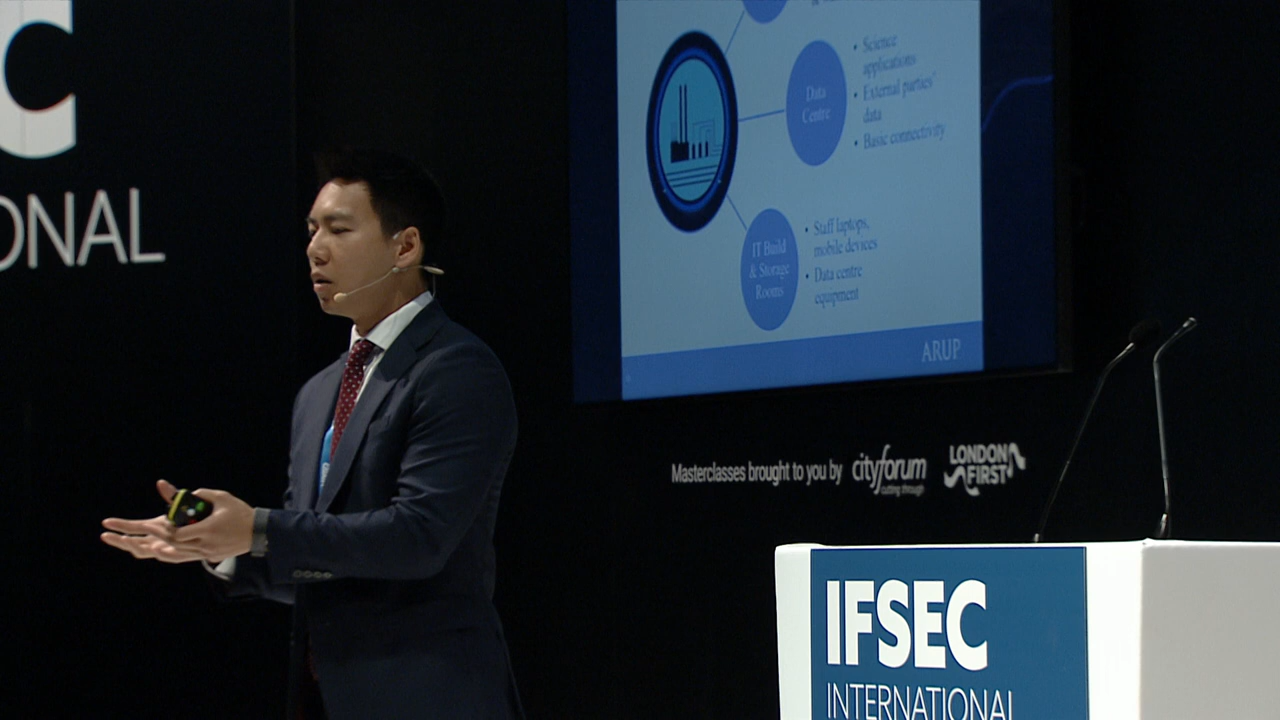 C
ONAL
Data
Centre
• Science
applications
• External parties'
data
• Basic connectivity
IT Build
& Storage
Rooms
• Staff laptops,
mobile devices
• Data centre
equipment
ARUP
Masterclasses brought to you by
cityforum
cutting through
LONDON
FIRST
IFSEC
INTERNATIONAL